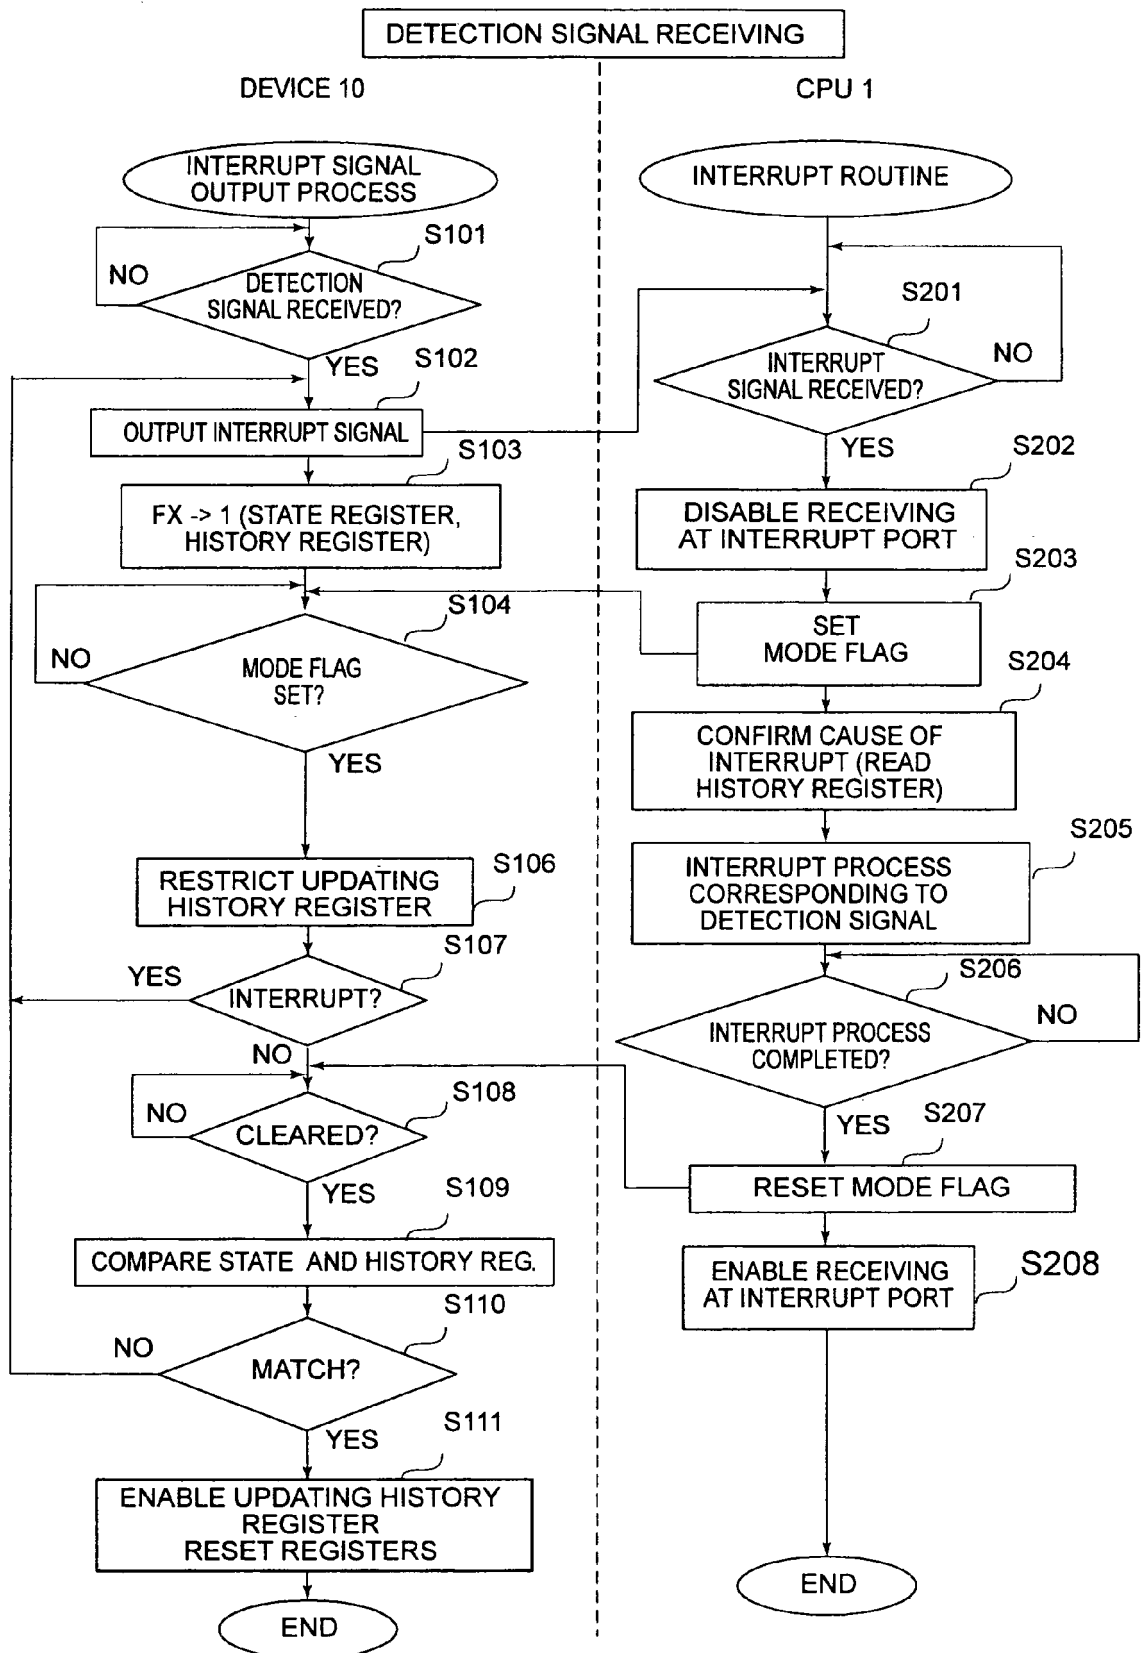 DETECTION SIGNAL RECEIVING
DEVICE 10
INTERRUPT SIGNAL
OUTPUT PROCESS
S101
NO
DETECTION
SIGNAL RECEIVED?
YES
S102
OUTPUT INTERRUPT SIGNAL
S103
FX -> 1 (STATE REGISTER,
HISTORY REGISTER)
S104
NO
MODE FLAG
SET?
YES
S106
RESTRICT UPDATING
HISTORY REGISTER
S107
YES
INTERRUPT?
NO
S108
NO
CLEARED?
YES
S109
COMPARE STATE AND HISTORY REG.
S110
NO
MATCH?
YES
S111
ENABLE UPDATING HISTORY
REGISTER
RESET REGISTERS
END
CPU 1
INTERRUPT ROUTINE
S201
NO
INTERRUPT
SIGNAL RECEIVED?
YES
S202
DISABLE RECEIVING
AT INTERRUPT PORT
S203
SET
MODE FLAG
S204
CONFIRM CAUSE OF
INTERRUPT (READ
HISTORY REGISTER)
S205
INTERRUPT PROCESS
CORRESPONDING TO
DETECTION SIGNAL
S206
NO
INTERRUPT PROCESS
COMPLETED?
YES
S207
RESET MODE FLAG
S208
ENABLE RECEIVING
AT INTERRUPT PORT
END